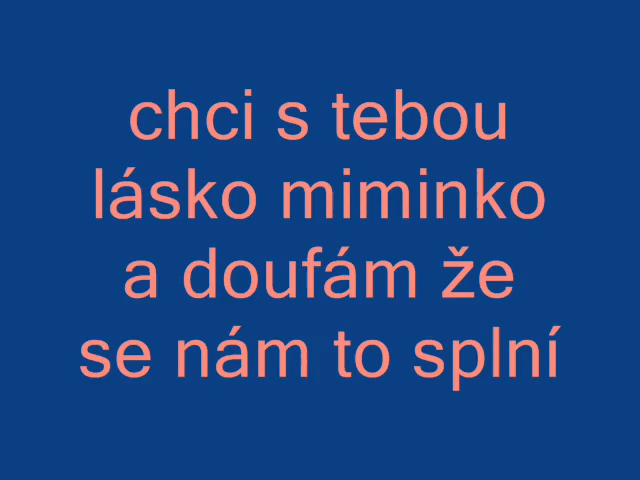 chci s tebou
lásko miminko
a doufám že
se nám to splní